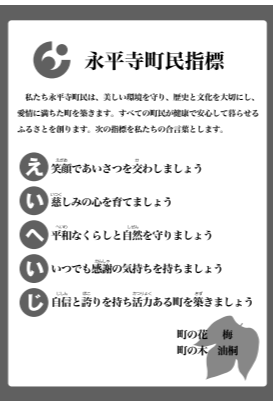 永平寺町民指標
私たち永平寺町民は、美しい環境を守り、歴史と文化を大切にし、
愛情に満ちた町を築きます。すべての町民が健康で安心して暮らせる
ふるさとを創ります。次の指標を私たちの合言葉とします。
え 笑顔であいさつを交わしましょう
い 慈しみの心を育てましょう
へ 平和なくらしと自然を守りましょう
い いつでも感謝の気持ちを持ちましょう
じ 自信と誇りを持ち活力ある町を築きましょう
町の花 梅
町の木 油桐